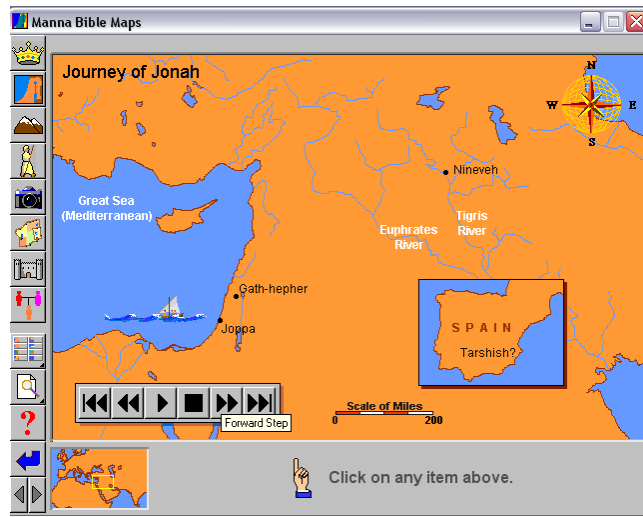 Manna Bible Maps
Journey of Jonah
N
W E
S
Nineveh
Great Sea
(Mediterranean)
Tigris
River
Euphrates
River
Gath-hepher
Joppa
SPAIN
Tarshish?
Scale of Miles
0 200
Forward Step
?
Click on any item above.